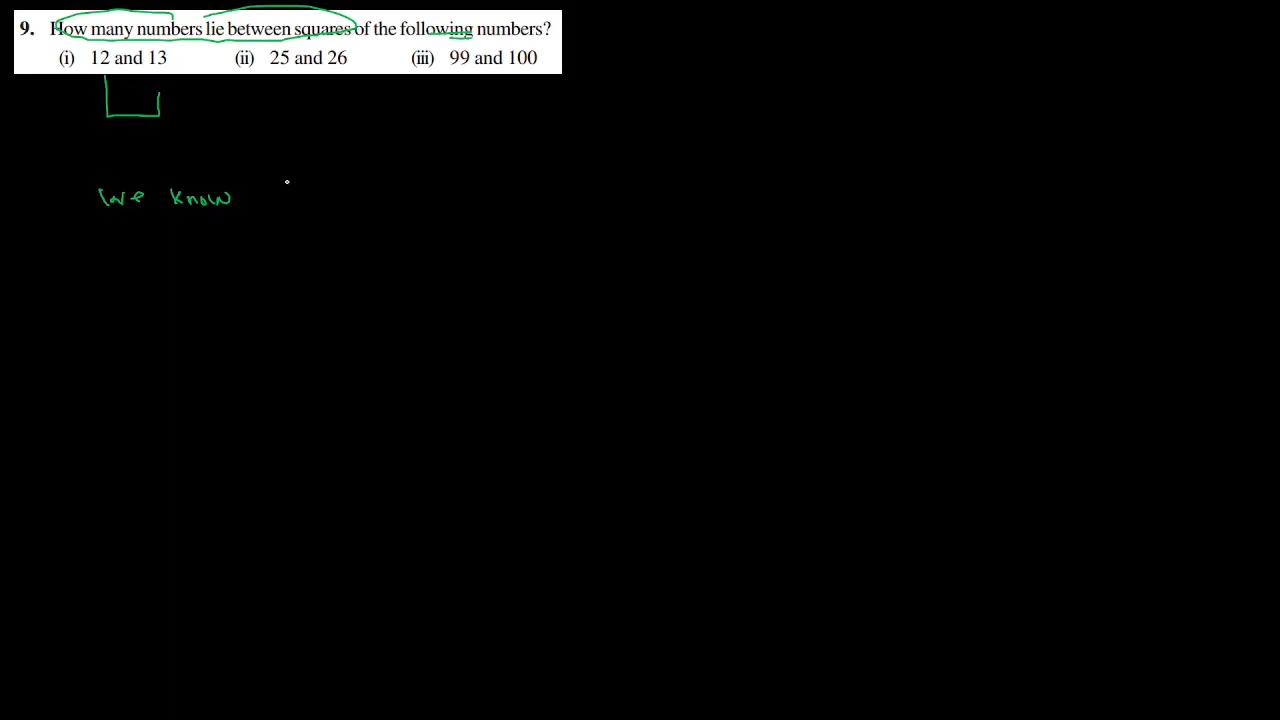 9. How many numbers lie between squares of the following numbers?
(i) 12 and 13 (ii) 25 and 26 (iii) 99 and 100
We know